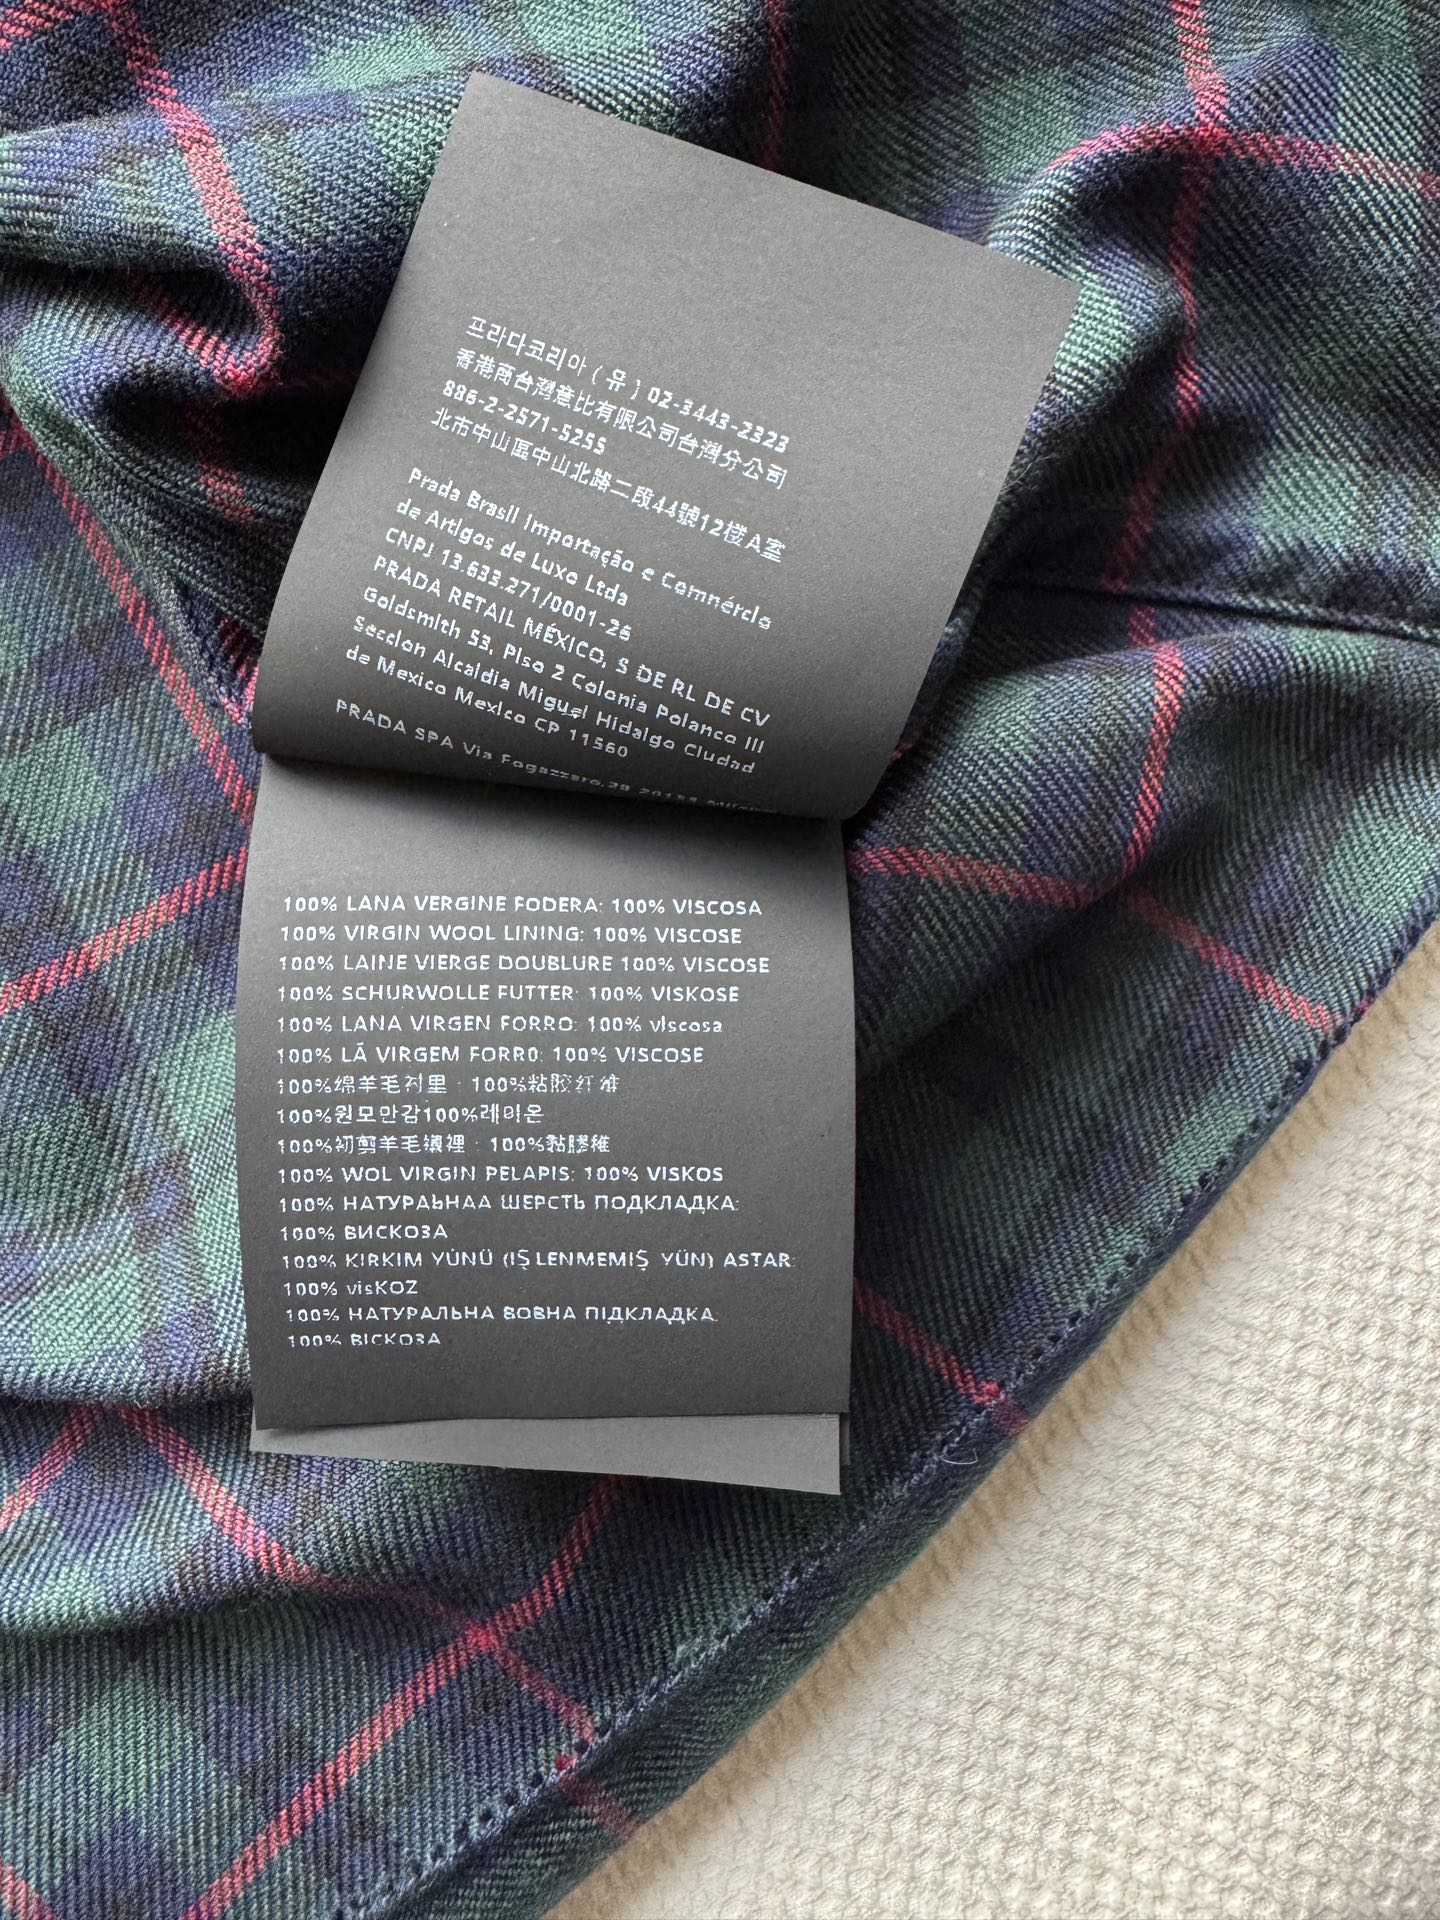 프라다코리아 ( 유 ) 02-3443-2323
香港商台灣意比有限公司台灣分公司
886-2-2571-5255
北市中山區中山北路二段44號12樓A室
Prada Brasil Importação e Comnércio
de Artigos de Luxo Ltda
CNPJ 13.633.271/0001-26
PRADA RETAIL MÉXICO, S DE RL DE CV
Goldsmith 53, Piso 2 Colonia Polanco III
Seccion Alcaldia Miguel Hidalgo Ciudad
de Mexico Mexico CP 11560
PRADA SPA Via Fogazzaro,28 20135
100% LANA VERGINE FODERA: 100% VISCOSA
100% VIRGIN WOOL LINING: 100% VISCOSE
100% LAINE VIERGE DOUBLURE 100% VISCOSE
100% SCHURWOLLE FUTTER: 100% VISKOSE
100% LANA VIRGEN FORRO: 100% viscosa
100% LÃ VIRGEM FORRO: 100% VISCOSE
100%绵羊毛衬里 : 100%粘胶纤维
100%원모안감100%레이온
100%初剪羊毛襯裡 : 100%黏膠維
100% WOL VIRGIN PELAPIS: 100% VISKOS
100% НАТУРАЬНАА ШЕРСТЬ ПОДКЛАДКА:
100% ВИСКОЗА
100% KIRKIM YÜNÜ (IŞLENMEMIŞ YÜN) ASTAR:
100% visKOZ
100% НАТУРАЛЬНА ВОВНА ПІДКЛАДКА:
100% ВІСКОЗА